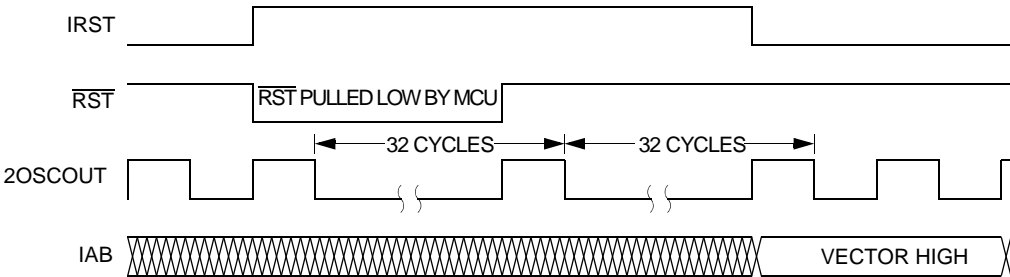 IRST
RST
RST PULLED LOW BY MCU
32 CYCLES
32 CYCLES
2OSCOUT
IAB
VECTOR HIGH